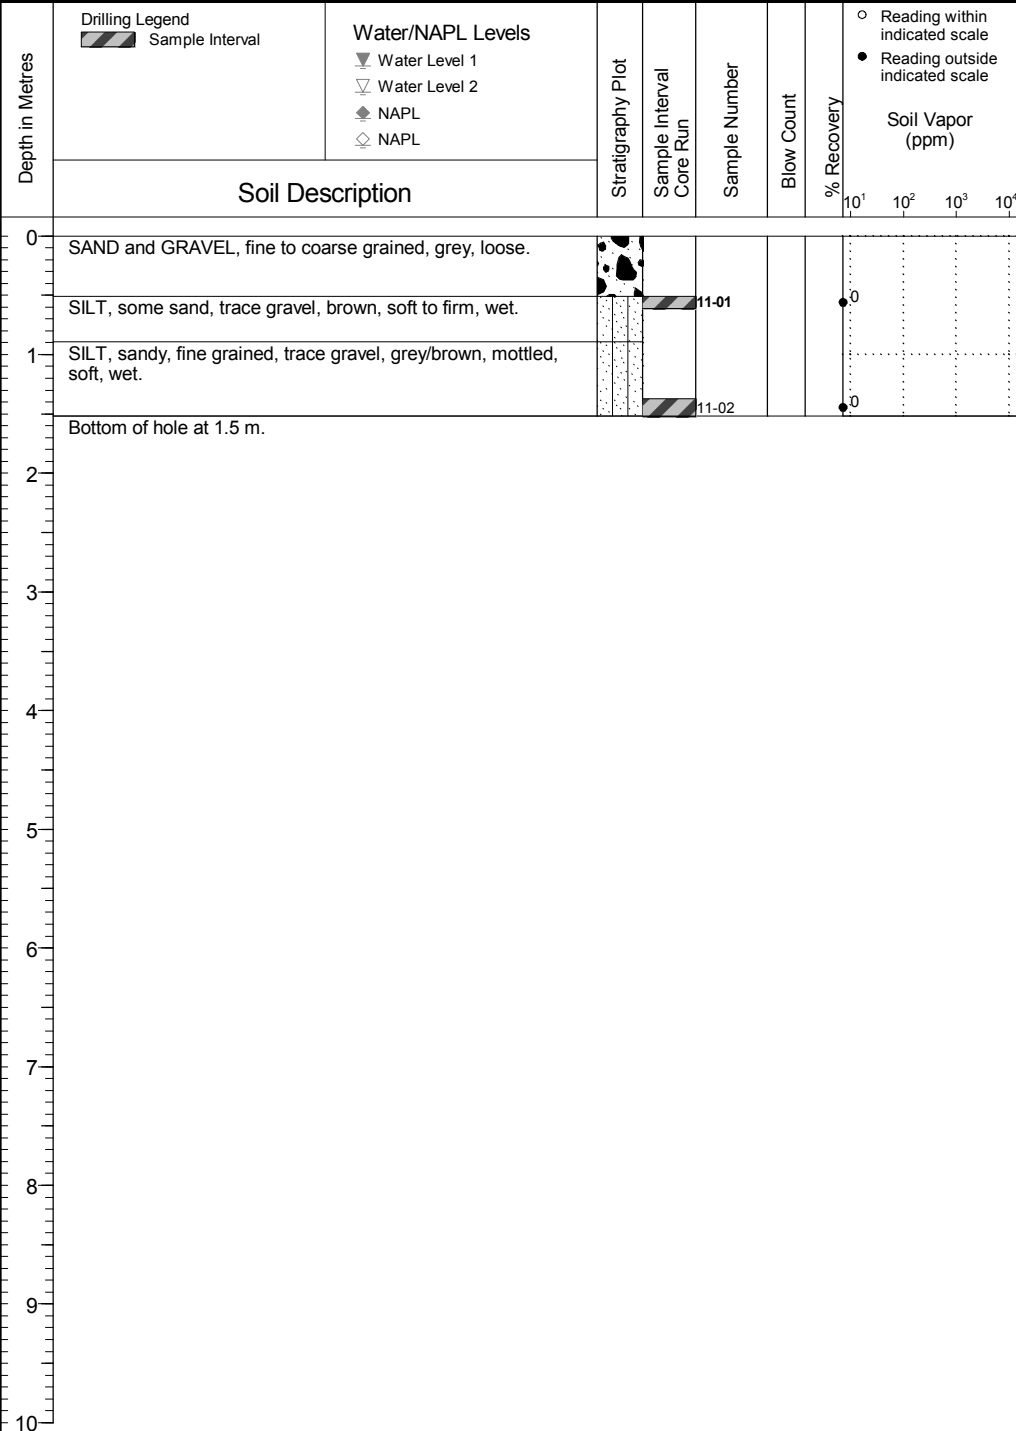 Drilling Legend
Sample Interval
Water/NAPL Levels
Water Level 1
Water Level 2
NAPL
NAPL
Depth in Metres
Soil Description
Stratigraphy Plot
Sample Interval
Core Run
Sample Number
Blow Count
% Recovery
Reading within
indicated scale
Reading outside
indicated scale
Soil Vapor
(ppm)
10¹ 10² 10³ 10⁴
0
SAND and GRAVEL, fine to coarse grained, grey, loose.
SILT, some sand, trace gravel, brown, soft to firm, wet.
11-01
0
1
SILT, sandy, fine grained, trace gravel, grey/brown, mottled,
soft, wet.
11-02
0
Bottom of hole at 1.5 m.
2
3
4
5
6
7
8
9
10